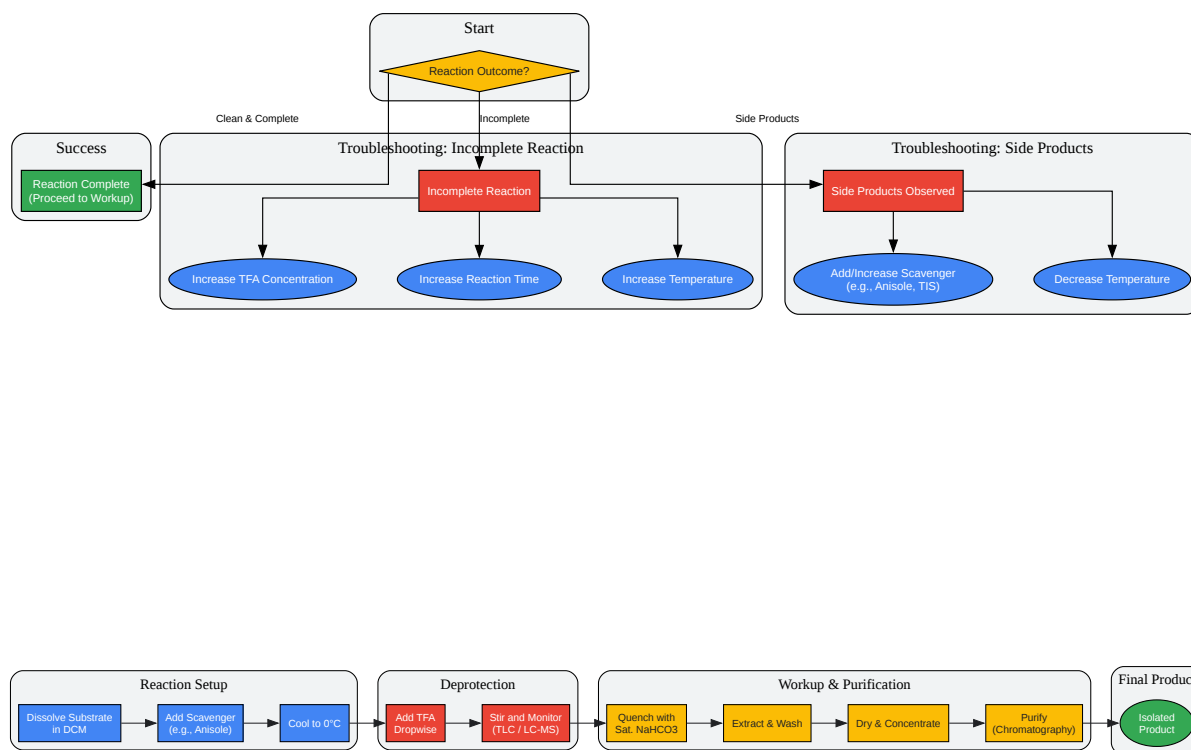 Start
Reaction Outcome?
Clean & Complete
Incomplete
Side Products
Success
Reaction Complete
(Proceed to Workup)
Troubleshooting: Incomplete Reaction
Incomplete Reaction
Increase TFA Concentration
Increase Reaction Time
Increase Temperature
Troubleshooting: Side Products
Side Products Observed
Add/Increase Scavenger
(e.g., Anisole, TIS)
Decrease Temperature
Reaction Setup
Dissolve Substrate
in DCM
Add Scavenger
(e.g., Anisole)
Cool to 0°C
Deprotection
Add TFA
Dropwise
Stir and Monitor
(TLC / LC-MS)
Workup & Purification
Quench with
Sat. NaHCO3
Extract & Wash
Dry & Concentrate
Purify
(Chromatography)
Final Product
Isolated
Product